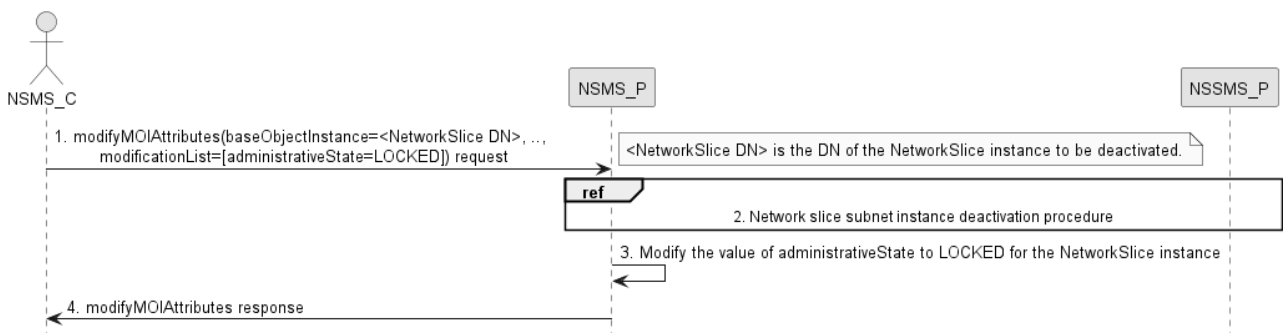 NSMS_C
NSMS_P
NSSMS_P
1. modifyMOIAttributes(baseObjectInstance=<NetworkSlice DN>, ..,
modificationList=[administrativeState=LOCKED]) request
<NetworkSlice DN> is the DN of the NetworkSlice instance to be deactivated.
ref
2. Network slice subnet instance deactivation procedure
3. Modify the value of administrativeState to LOCKED for the NetworkSlice instance
4. modifyMOIAttributes response